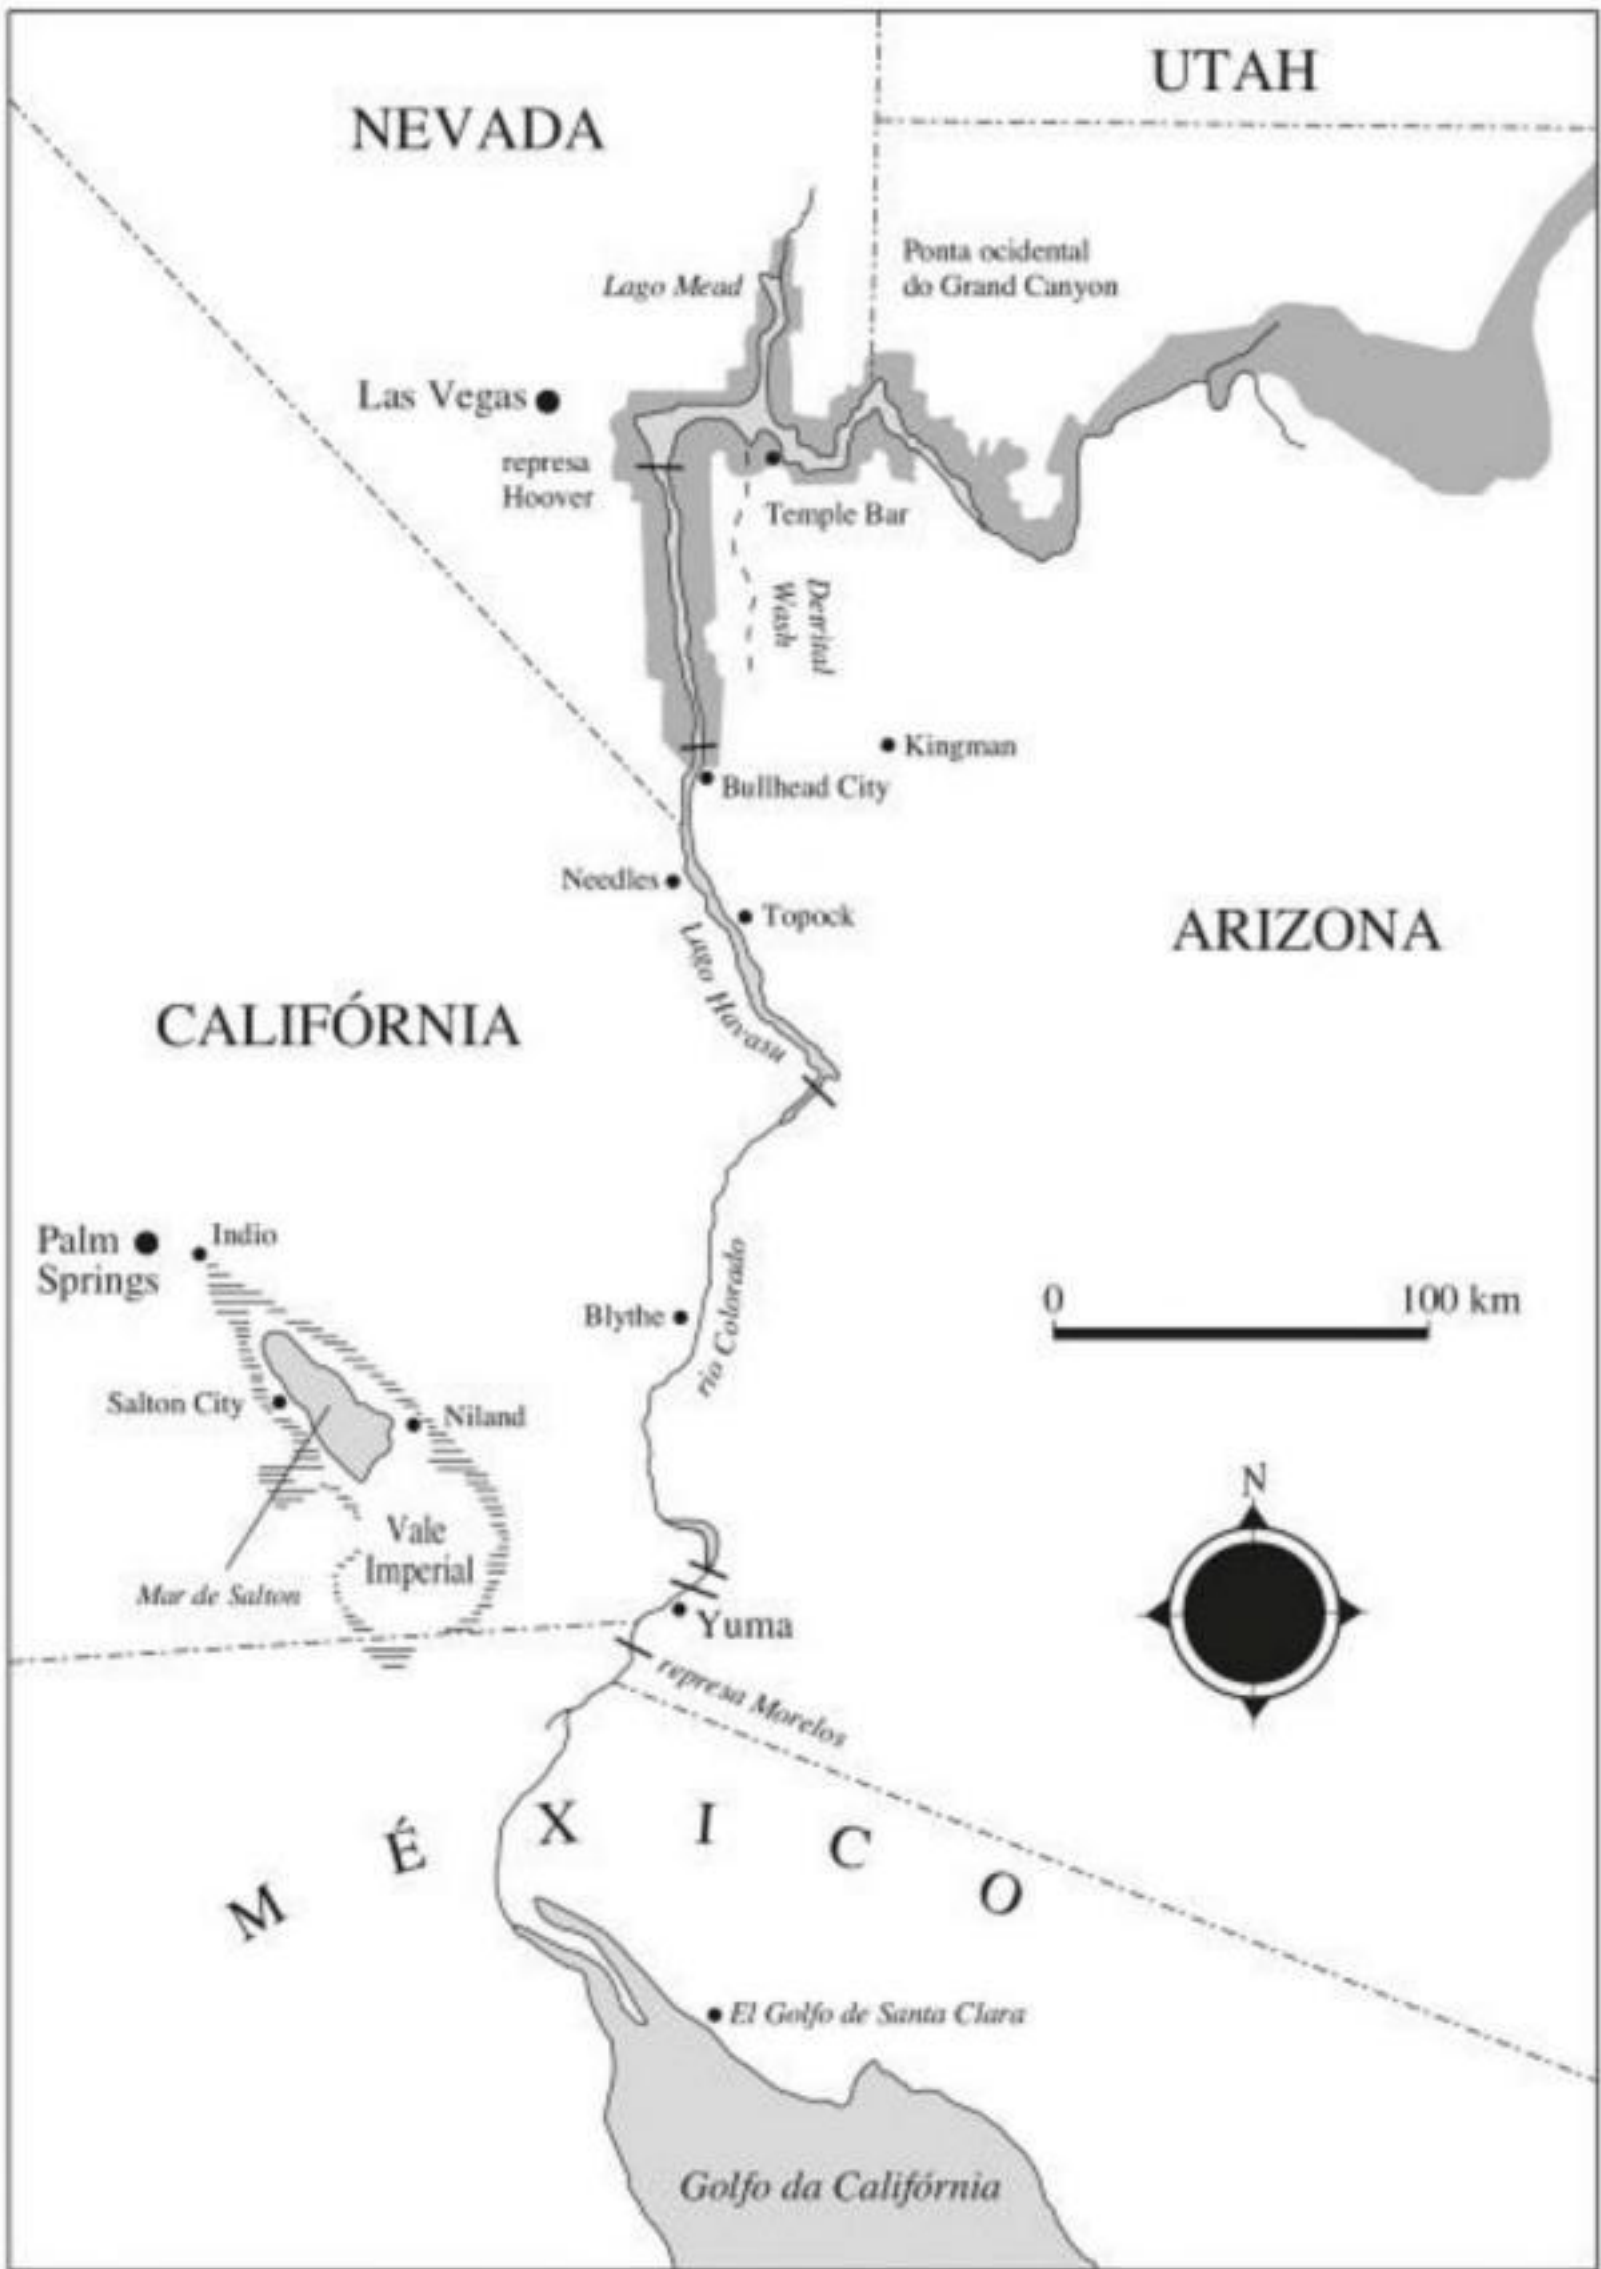 UTAH
NEVADA
Ponta ocidental
do Grand Canyon
Lago Mead
Las Vegas
represa
Hoover
Temple Bar
Detrital
Wash
Kingman
Bullhead City
Needles
Topock
ARIZONA
Lago Havasu
CALIFÓRNIA
Palm
Springs
Indio
rio Colorado
0 100 km
Blythe
Salton City
Niland
N
Vale
Imperial
Mar de Salton
Yuma
represa Morelos
MÉXICO
El Golfo de Santa Clara
Golfo da Califórnia